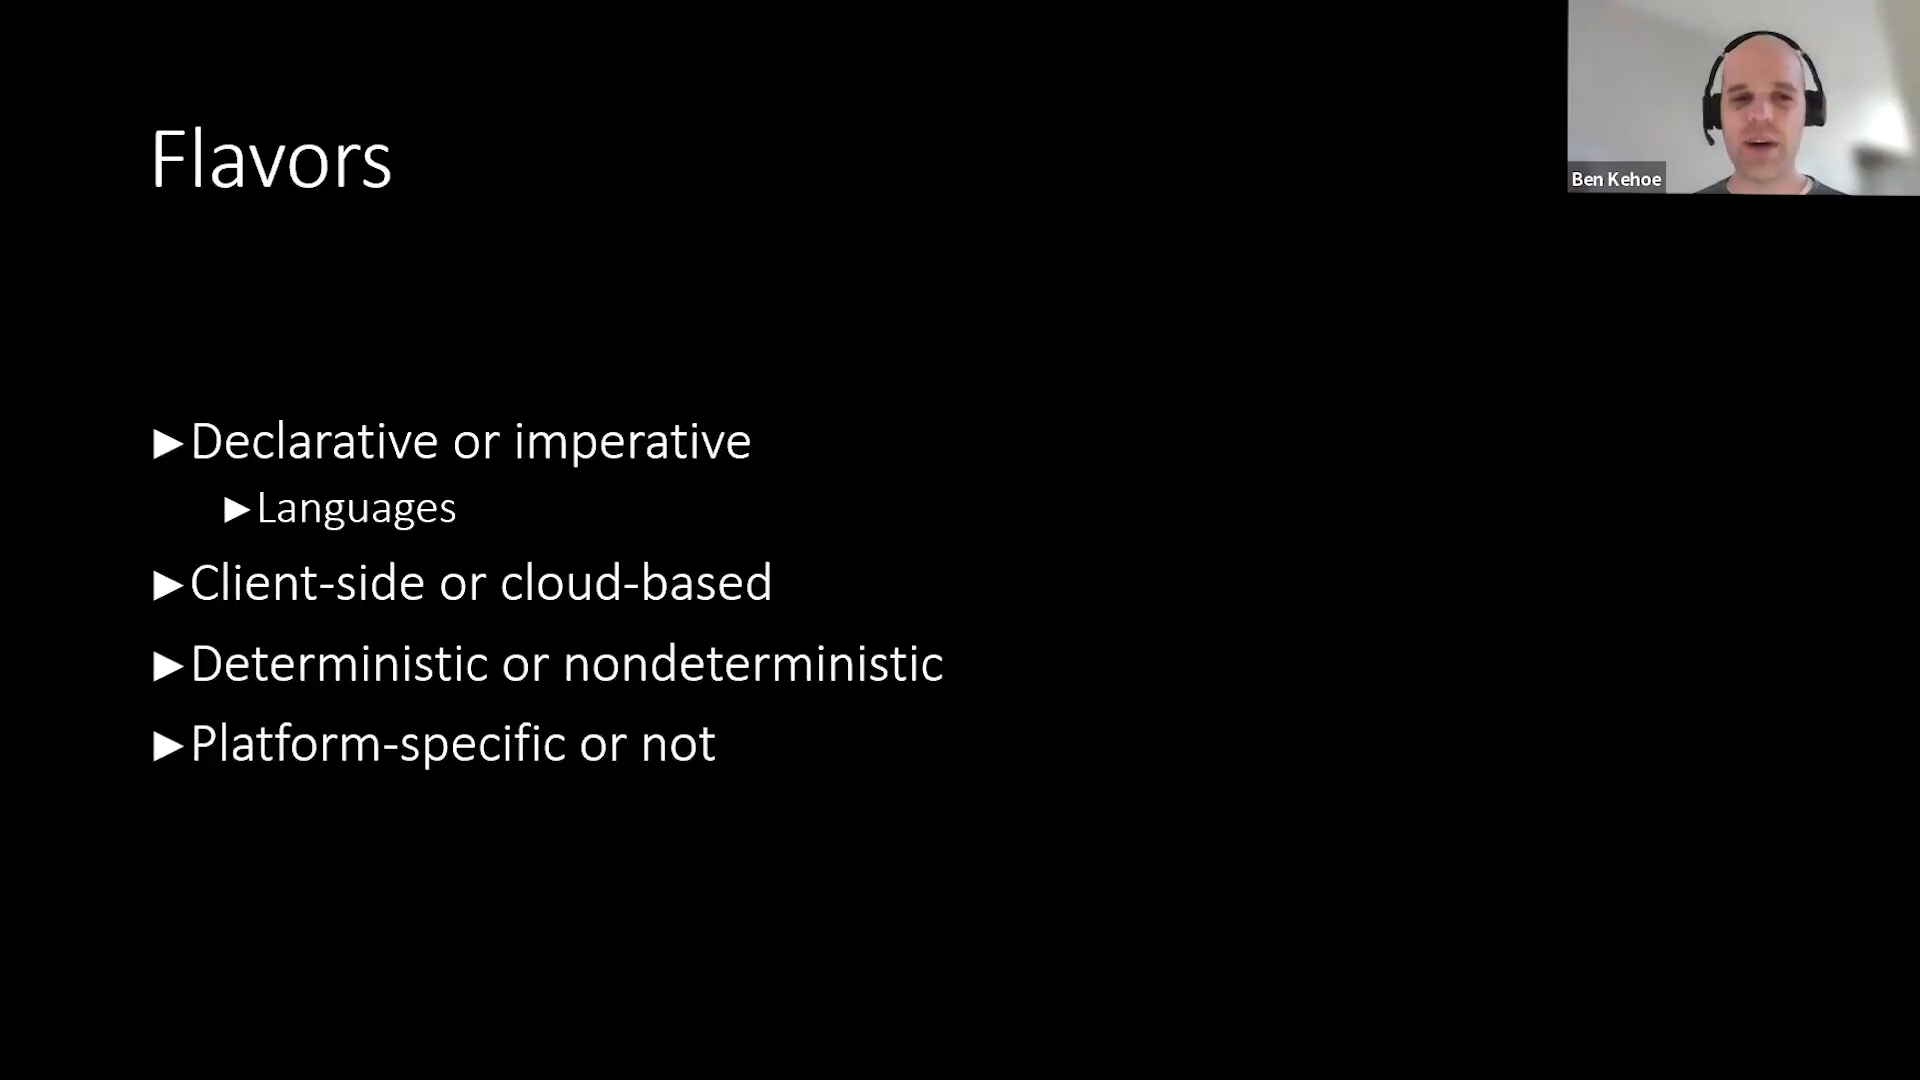 Flavors
Ben Kehoe
►Declarative or imperative
►Languages
►Client-side or cloud-based
►Deterministic or nondeterministic
►Platform-specific or not